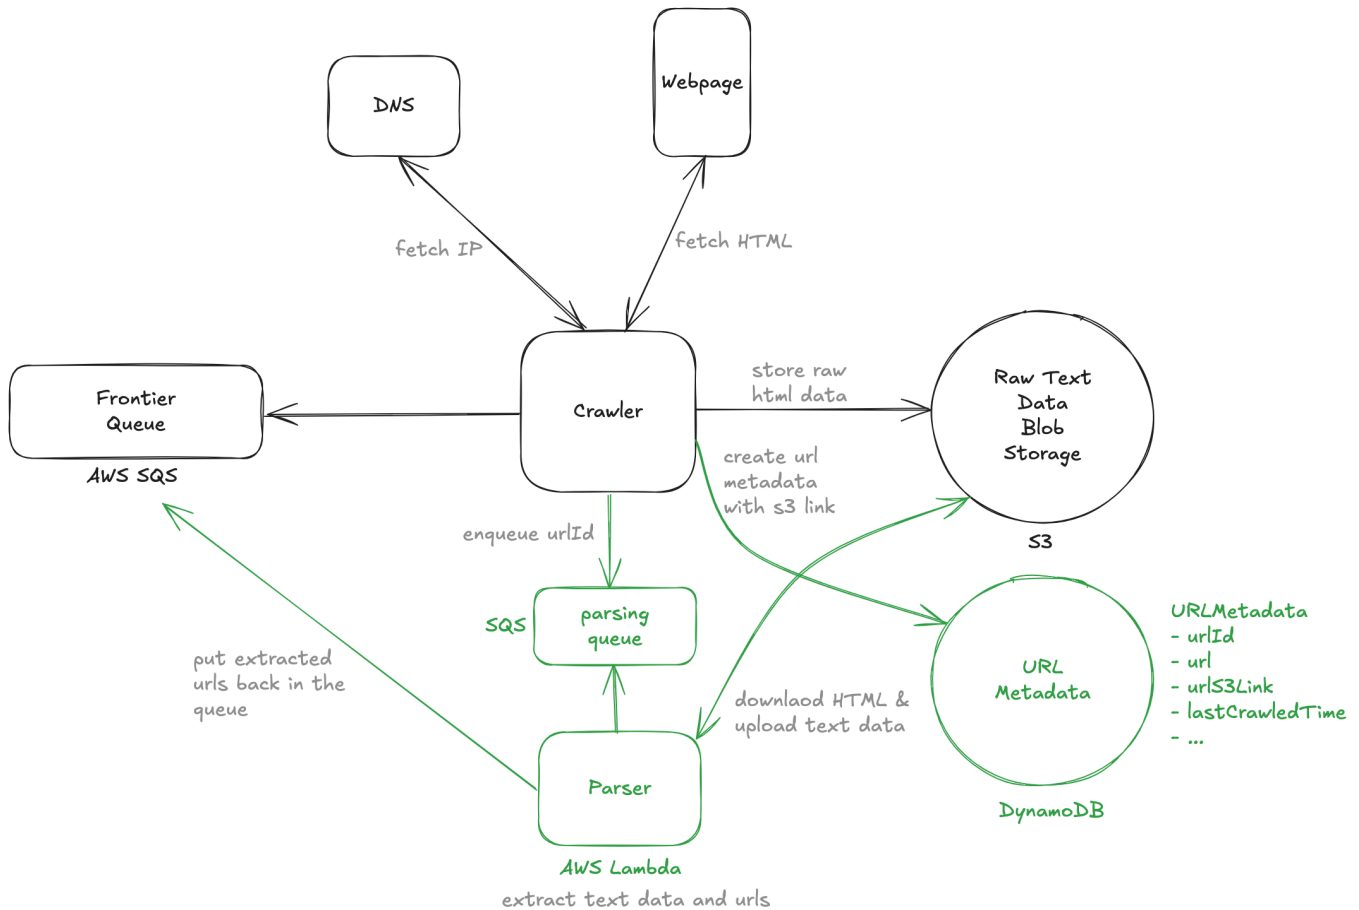 Webpage
DNS
fetch IP
fetch HTML
Frontier
Queue
AWS SQS
Crawler
store raw
html data
Raw Text
Data
Blob
Storage
S3
create url
metadata
with s3 link
enqueue urlId
SQS
parsing
queue
put extracted
urls back in the
queue
downlaod HTML &
upload text data
URL
Metadata
DynamoDB
URLMetadata
- urlId
- url
- urlS3Link
- lastCrawledTime
- ...
Parser
AWS Lambda
extract text data and urls